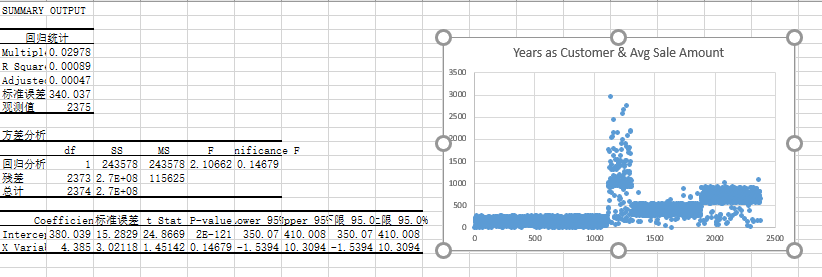 SUMMARY OUTPUT
回归统计
Multipl 0.02978
R Squar 0.00089
Adjuste 0.00047
标准误差 340.037
观测值 2375
方差分析
df SS MS F nificance F
回归分析 1 243578 243578 2.10662 0.14679
残差 2373 2.7E+08 115625
总计 2374 2.7E+08
Coefficien 标准误差 t Stat P-value ower 95% pper 95% 下限 95.0% 上限 95.0%
Intercep 380.039 15.2829 24.8669 2E-121 350.07 410.008 350.07 410.008
X Variab 4.385 3.02118 1.45142 0.14679 -1.5394 10.3094 -1.5394 10.3094
Years as Customer & Avg Sale Amount
3500
3000
2500
2000
1500
1000
500
0
0 500 1000 1500 2000 2500